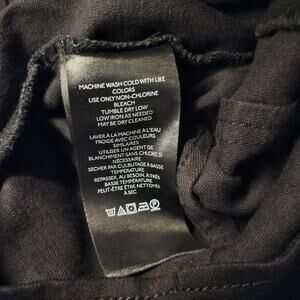 MACHINE WASH COLD WITH LIKE
COLORS
USE ONLY NON-CHLORINE
BLEACH
TUMBLE DRY LOW
LOW IRON AS NEEDED
MAY BE DRY CLEANED
LAVER À LA MACHINE À L'EAU
FROIDE AVEC COULEURS
SIMILAIRES
UTILISER UN AGENT DE
BLANCHIMENT SANS CHLORE SI
NÉCESSAIRE
SÉCHER PAR CULBUTAGE À BASSE
TEMPÉRATURE
REPASSER, AU BESOIN, À TRÈS
BASSE TEMPÉRATURE
PEUT-ÊTRE ÊTRE NETTOYER
À SEC